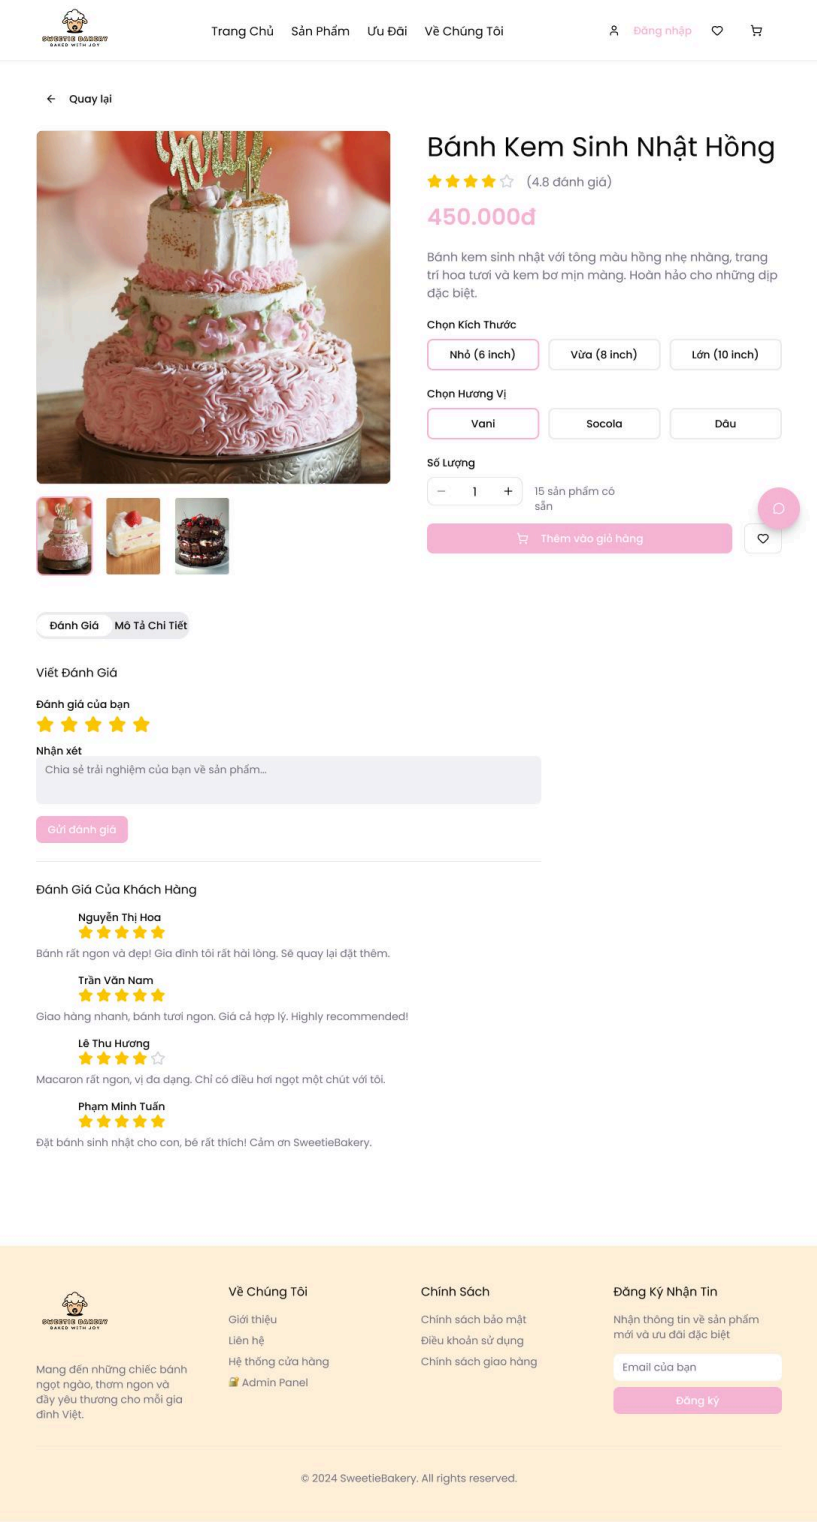 SWEETIE BAKERY
BAKED WITH JOY
Trang Chủ
Sản Phẩm
Ưu Đãi
Về Chúng Tôi
Đăng nhập
Quay lại
Bánh Kem Sinh Nhật Hồng
(4.8 đánh giá)
450.000đ
Bánh kem sinh nhật với tông màu hồng nhẹ nhàng, trang
trí hoa tươi và kem bơ mịn màng. Hoàn hảo cho những dịp
đặc biệt.
Chọn Kích Thước
Nhỏ (6 inch)
Vừa (8 inch)
Lớn (10 inch)
Chọn Hương Vị
Vani
Socola
Dâu
Số Lượng
1
15 sản phẩm có
sẵn
Thêm vào giỏ hàng
Đánh Giá
Mô Tả Chi Tiết
Viết Đánh Giá
Đánh giá của bạn
Nhận xét
Chia sẻ trải nghiệm của bạn về sản phẩm...
Gửi đánh giá
Đánh Giá Của Khách Hàng
Nguyễn Thị Hoa
Bánh rất ngon và đẹp! Gia đình tôi rất hài lòng. Sẽ quay lại đặt thêm.
Trần Văn Nam
Giao hàng nhanh, bánh tươi ngon. Giá cả hợp lý. Highly recommended!
Lê Thu Hương
Macaron rất ngon, vị đa dạng. Chỉ có điều hơi ngọt một chút với tôi.
Phạm Minh Tuấn
Đặt bánh sinh nhật cho con, bé rất thích! Cảm ơn SweetieBakery.
SWEETIE BAKERY
BAKED WITH JOY
Mang đến những chiếc bánh
ngọt ngào, thơm ngon và
đầy yêu thương cho mỗi gia
đình Việt.
Về Chúng Tôi
Giới thiệu
Liên hệ
Hệ thống cửa hàng
🔐 Admin Panel
Chính Sách
Chính sách bảo mật
Điều khoản sử dụng
Chính sách giao hàng
Đăng Ký Nhận Tin
Nhận thông tin về sản phẩm
mới và ưu đãi đặc biệt
Email của bạn
Đăng ký
© 2024 SweetieBakery. All rights reserved.